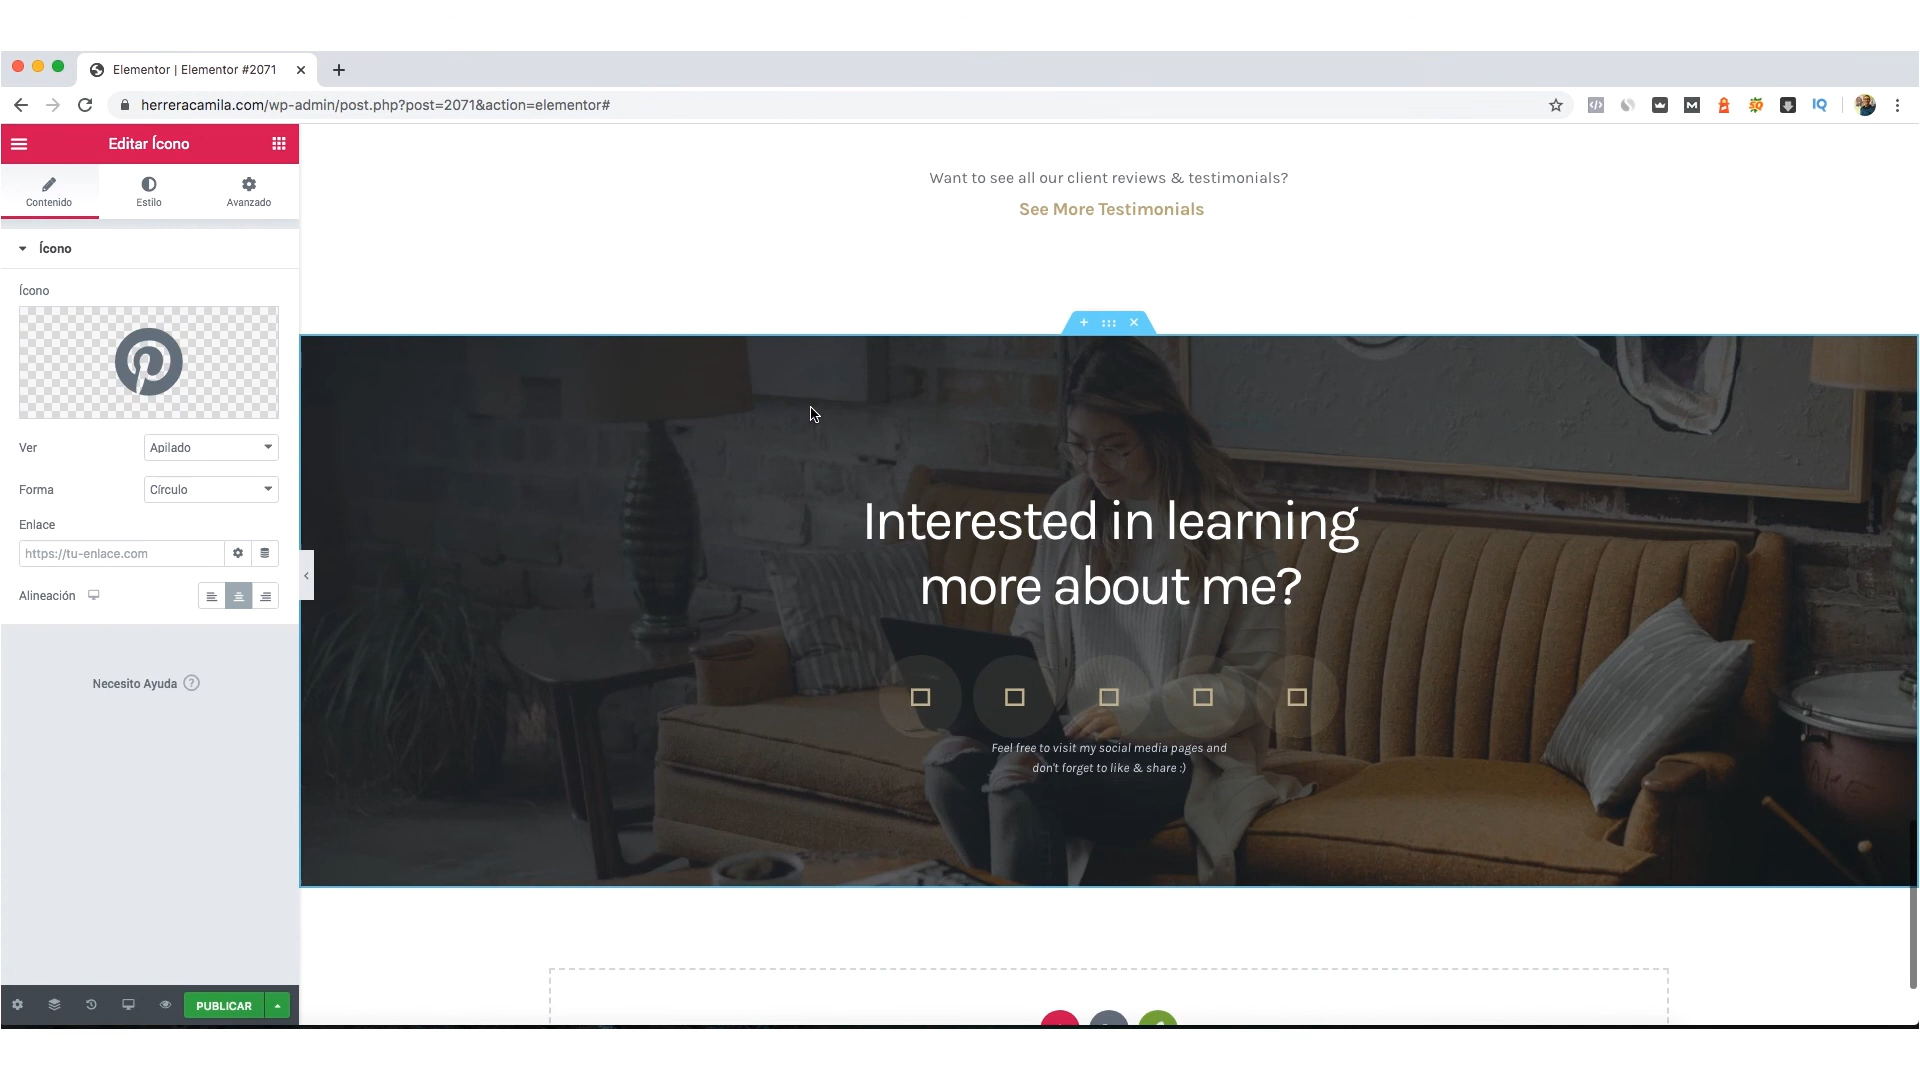 Elementor | Elementor #2071
herreracamila.com/wp-admin/post.php?post=2071&action=elementor#
Editar Ícono
Contenido
Estilo
Avanzado
Ícono
Ícono
Ver
Apilado
Forma
Círculo
Enlace
https://tu-enlace.com
Alineación
Necesito Ayuda
PUBLICAR
Want to see all our client reviews & testimonials?
See More Testimonials
Interested in learning
more about me?
Feel free to visit my social media pages and
don't forget to like & share :)